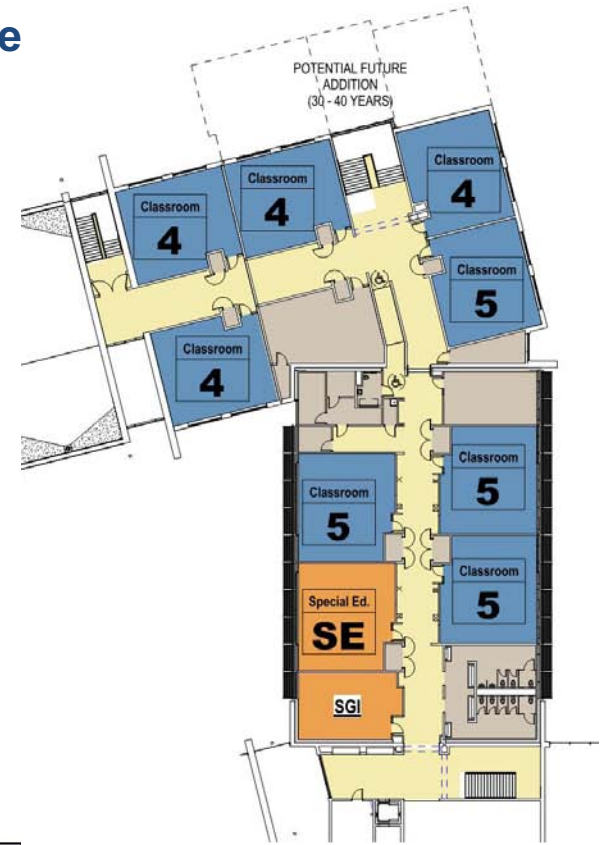 e
POTENTIAL FUTURE
ADDITION
(30 - 40 YEARS)
Classroom
4
Classroom
4
Classroom
4
Classroom
5
Classroom
4
Classroom
5
Classroom
5
Classroom
5
Special Ed.
SE
SGI